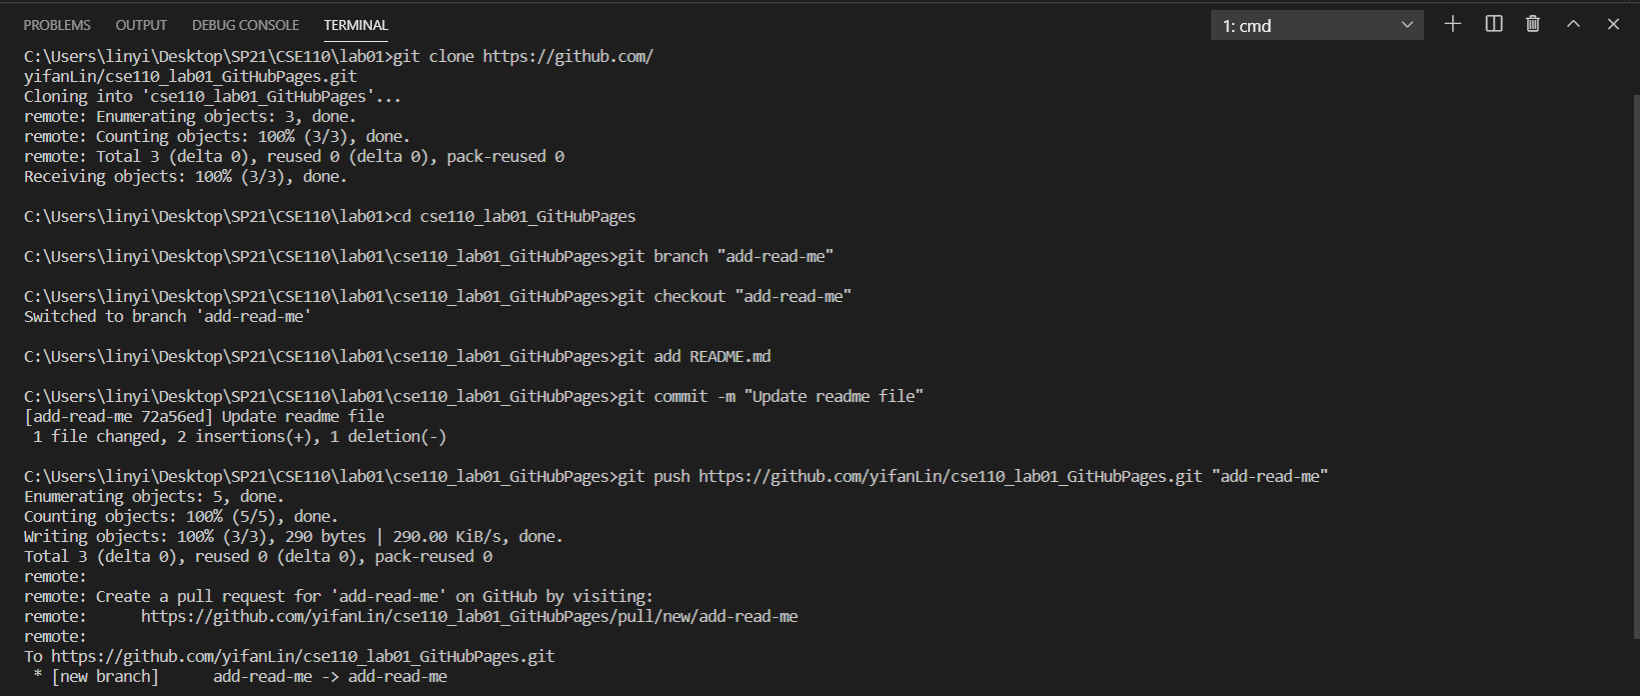 PROBLEMS OUTPUT DEBUG CONSOLE TERMINAL 1: cmd
C:\Users\linyi\Desktop\SP21\CSE110\lab01>git clone https://github.com/
yifanLin/cse110_lab01_GitHubPages.git
Cloning into 'cse110_lab01_GitHubPages'...
remote: Enumerating objects: 3, done.
remote: Counting objects: 100% (3/3), done.
remote: Total 3 (delta 0), reused 0 (delta 0), pack-reused 0
Receiving objects: 100% (3/3), done.
C:\Users\linyi\Desktop\SP21\CSE110\lab01>cd cse110_lab01_GitHubPages
C:\Users\linyi\Desktop\SP21\CSE110\lab01\cse110_lab01_GitHubPages>git branch "add-read-me"
C:\Users\linyi\Desktop\SP21\CSE110\lab01\cse110_lab01_GitHubPages>git checkout "add-read-me"
Switched to branch 'add-read-me'
C:\Users\linyi\Desktop\SP21\CSE110\lab01\cse110_lab01_GitHubPages>git add README.md
C:\Users\linyi\Desktop\SP21\CSE110\lab01\cse110_lab01_GitHubPages>git commit -m "Update readme file"
[add-read-me 72a56ed] Update readme file
 1 file changed, 2 insertions(+), 1 deletion(-)
C:\Users\linyi\Desktop\SP21\CSE110\lab01\cse110_lab01_GitHubPages>git push https://github.com/yifanLin/cse110_lab01_GitHubPages.git "add-read-me"
Enumerating objects: 5, done.
Counting objects: 100% (5/5), done.
Writing objects: 100% (3/3), 290 bytes | 290.00 KiB/s, done.
Total 3 (delta 0), reused 0 (delta 0), pack-reused 0
remote:
remote: Create a pull request for 'add-read-me' on GitHub by visiting:
remote:      https://github.com/yifanLin/cse110_lab01_GitHubPages/pull/new/add-read-me
remote:
To https://github.com/yifanLin/cse110_lab01_GitHubPages.git
 * [new branch]      add-read-me -> add-read-me